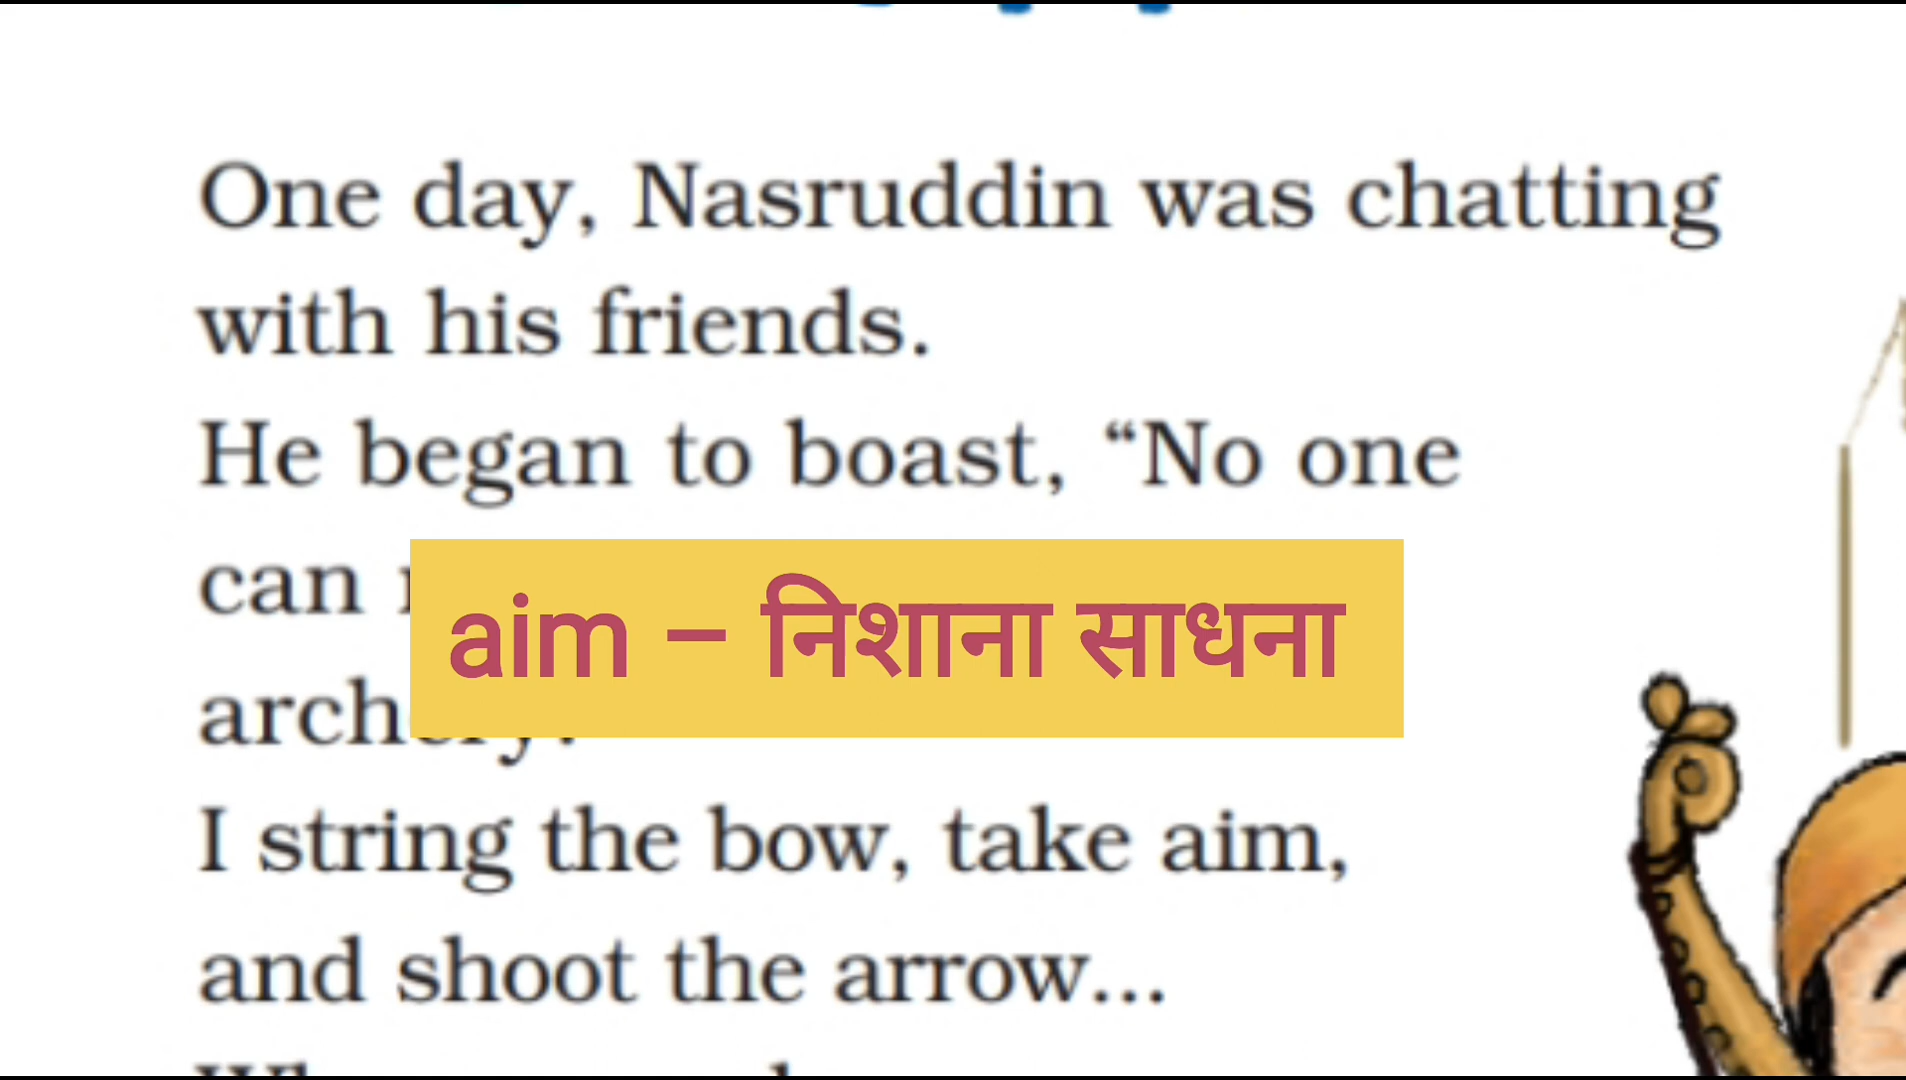 One day, Nasruddin was chatting
with his friends.
He began to boast, “No one
can
aim – निशाना साधना
archery!
I string the bow, take aim,
and shoot the arrow...